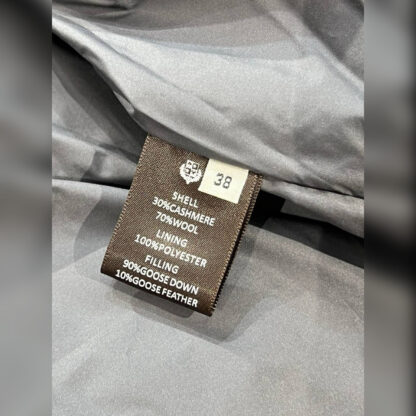 38
SHELL
30%CASHMERE
70%WOOL
LINING
100%POLYESTER
FILLING
90%GOOSE DOWN
10%GOOSE FEATHER